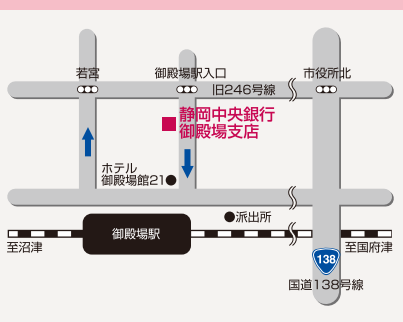 若宮
御殿場駅入口
市役所北
旧246号線
静岡中央銀行
御殿場支店
ホテル
御殿場館21
派出所
御殿場駅
至沼津
至国府津
138
国道138号線